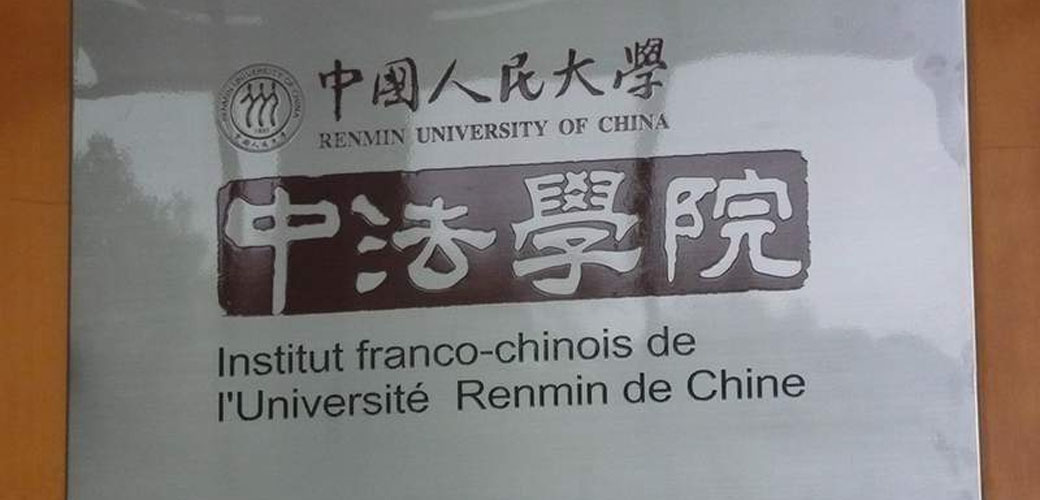 中國人民大學
RENMIN UNIVERSITY OF CHINA
中法學院
Institut franco-chinois de
l'Université Renmin de Chine